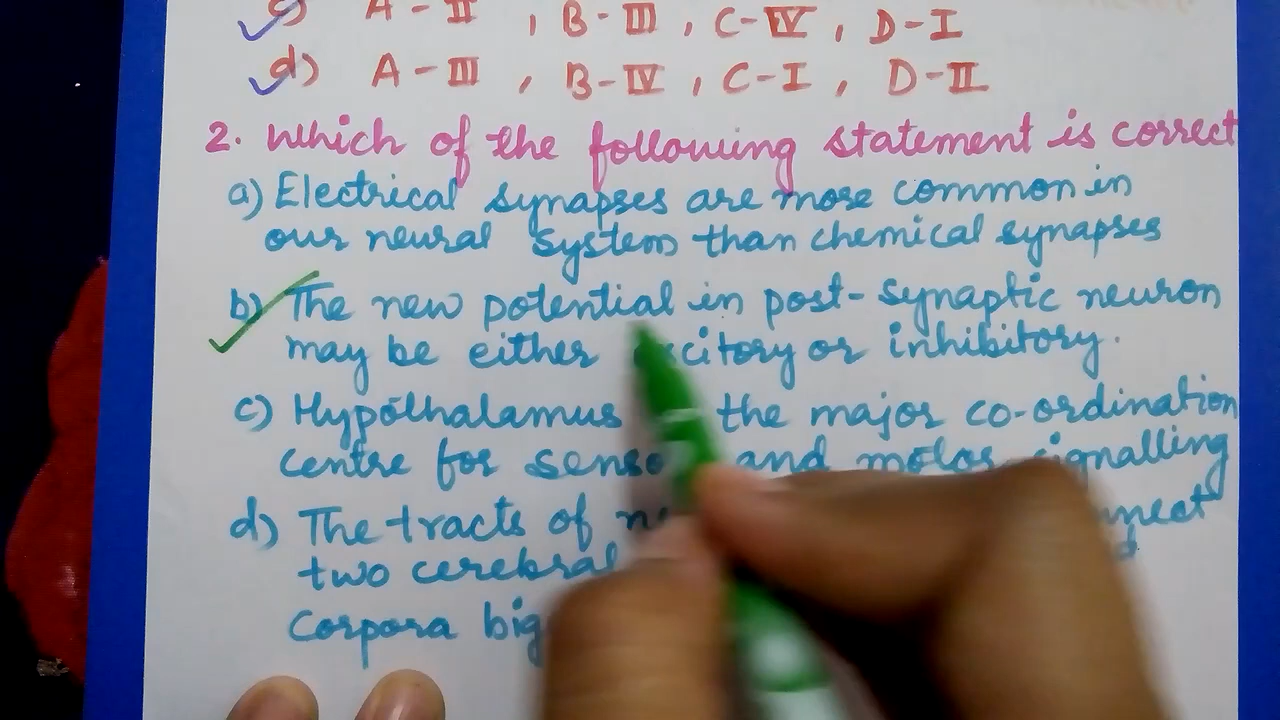 c) A-II , B-III , C-IV , D-I
d) A-III , B-IV , C-I , D-II
2. Which of the following statement is correct
a) Electrical synapses are more common in
our neural system than chemical synapses
b) The new potential in post-synaptic neuron
may be either or inhibitory.
c) Hypothalamus the major co-ordination
centre for and motor signalling
d) The tracts of
two cerebral
Corpora